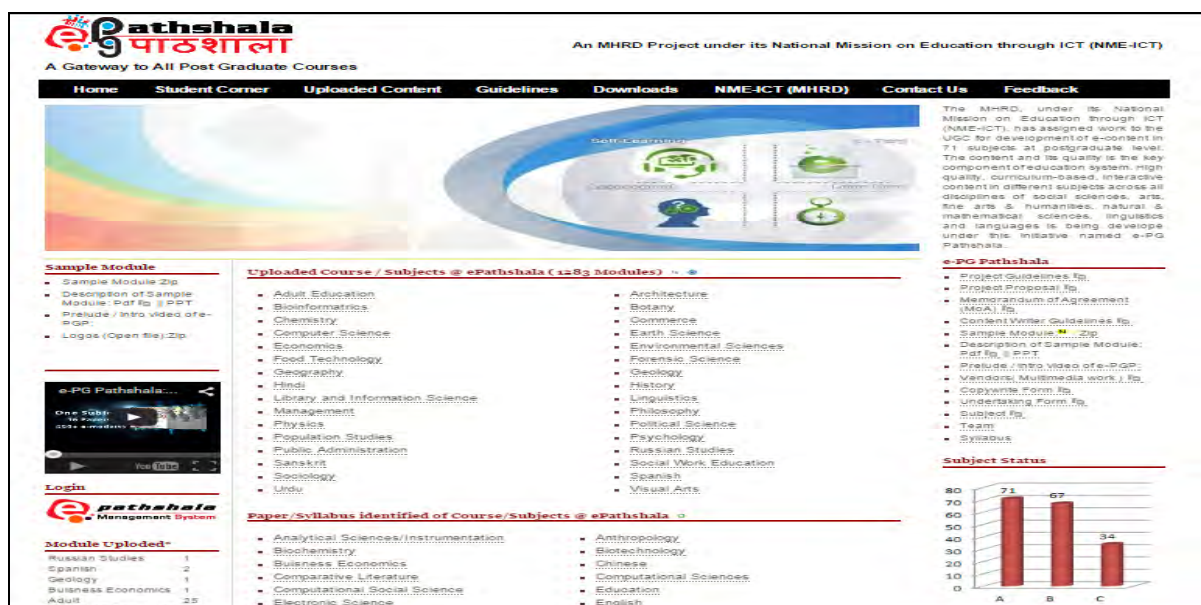 e-PG Pathshala
पाठशाला
A Gateway to All Post Graduate Courses
An MHRD Project under its National Mission on Education through ICT (NME-ICT)
Home Student Corner Uploaded Content Guidelines Downloads NME-ICT (MHRD) Contact Us Feedback
Self-Learning
The MHRD, under its National
Mission on Education through ICT
(NME-ICT), has assigned work to the
UGC for development of e-content in
71 subjects at postgraduate level.
The content and its quality is the key
component of education system. High
quality, curriculum-based, interactive
content in different subjects across all
disciplines of social sciences, arts,
fine arts & humanities, natural &
mathematical sciences, linguistics
and languages is being develope
under this initiative named e-PG
Pathshala.
Sample Module
Sample Module:Zip
Description of Sample
Module: Pdf || PPT
Prelude / Intro video of e-
PGP:
Logos (Open file):Zip
e-PG Pathshala:...
One Subj
YouTube
Login
e pathshala
Management System
Module Uploded"
Russian Studies 1
Spanish 2
Geology 1
Buisness Economics 1
Adult 25
Uploaded Course / Subjects @ ePathshala ( 1283 Modules)
Adult Education
Bioinformatrics
Chemistry
Computer Science
Economics
Food Technology
Geography
Hindi
Library and Information Science
Management
Physics
Population Studies
Public Administration
Sanskrit
Sociology
Urdu
Architecture
Botany
Commerce
Earth Science
Environmental Sciences
Forensic Science
Geology
History
Linguistics
Philosophy
Political Science
Psychology
Russian Studies
Social Work Education
Spanish
Visual Arts
Paper/Syllabus identified of Course/Subjects @ ePathshala
Analytical Sciences/Instrumentation
Biochemistry
Buisness Economics
Comparative Literature
Computational Social Science
Electronic Science
Anthropology
Biotechnology
Chinese
Computational Sciences
Education
English
e-PG Pathshala
Project Guidelines
Project Proposal
Memorandum of Agreement
(MoA)
Content Writer Guidelines
Sample Module Zip
Description of Sample Module:
Pdf || PPT
Prelude / Intro video of e-PGP:
Vendors( Multimedia work )
Copywrite Form
Undertaking Form
Subject
Team
Syllabus
Subject Status
80
70
60
50
40
30
20
10
0
71
67
34
A B C